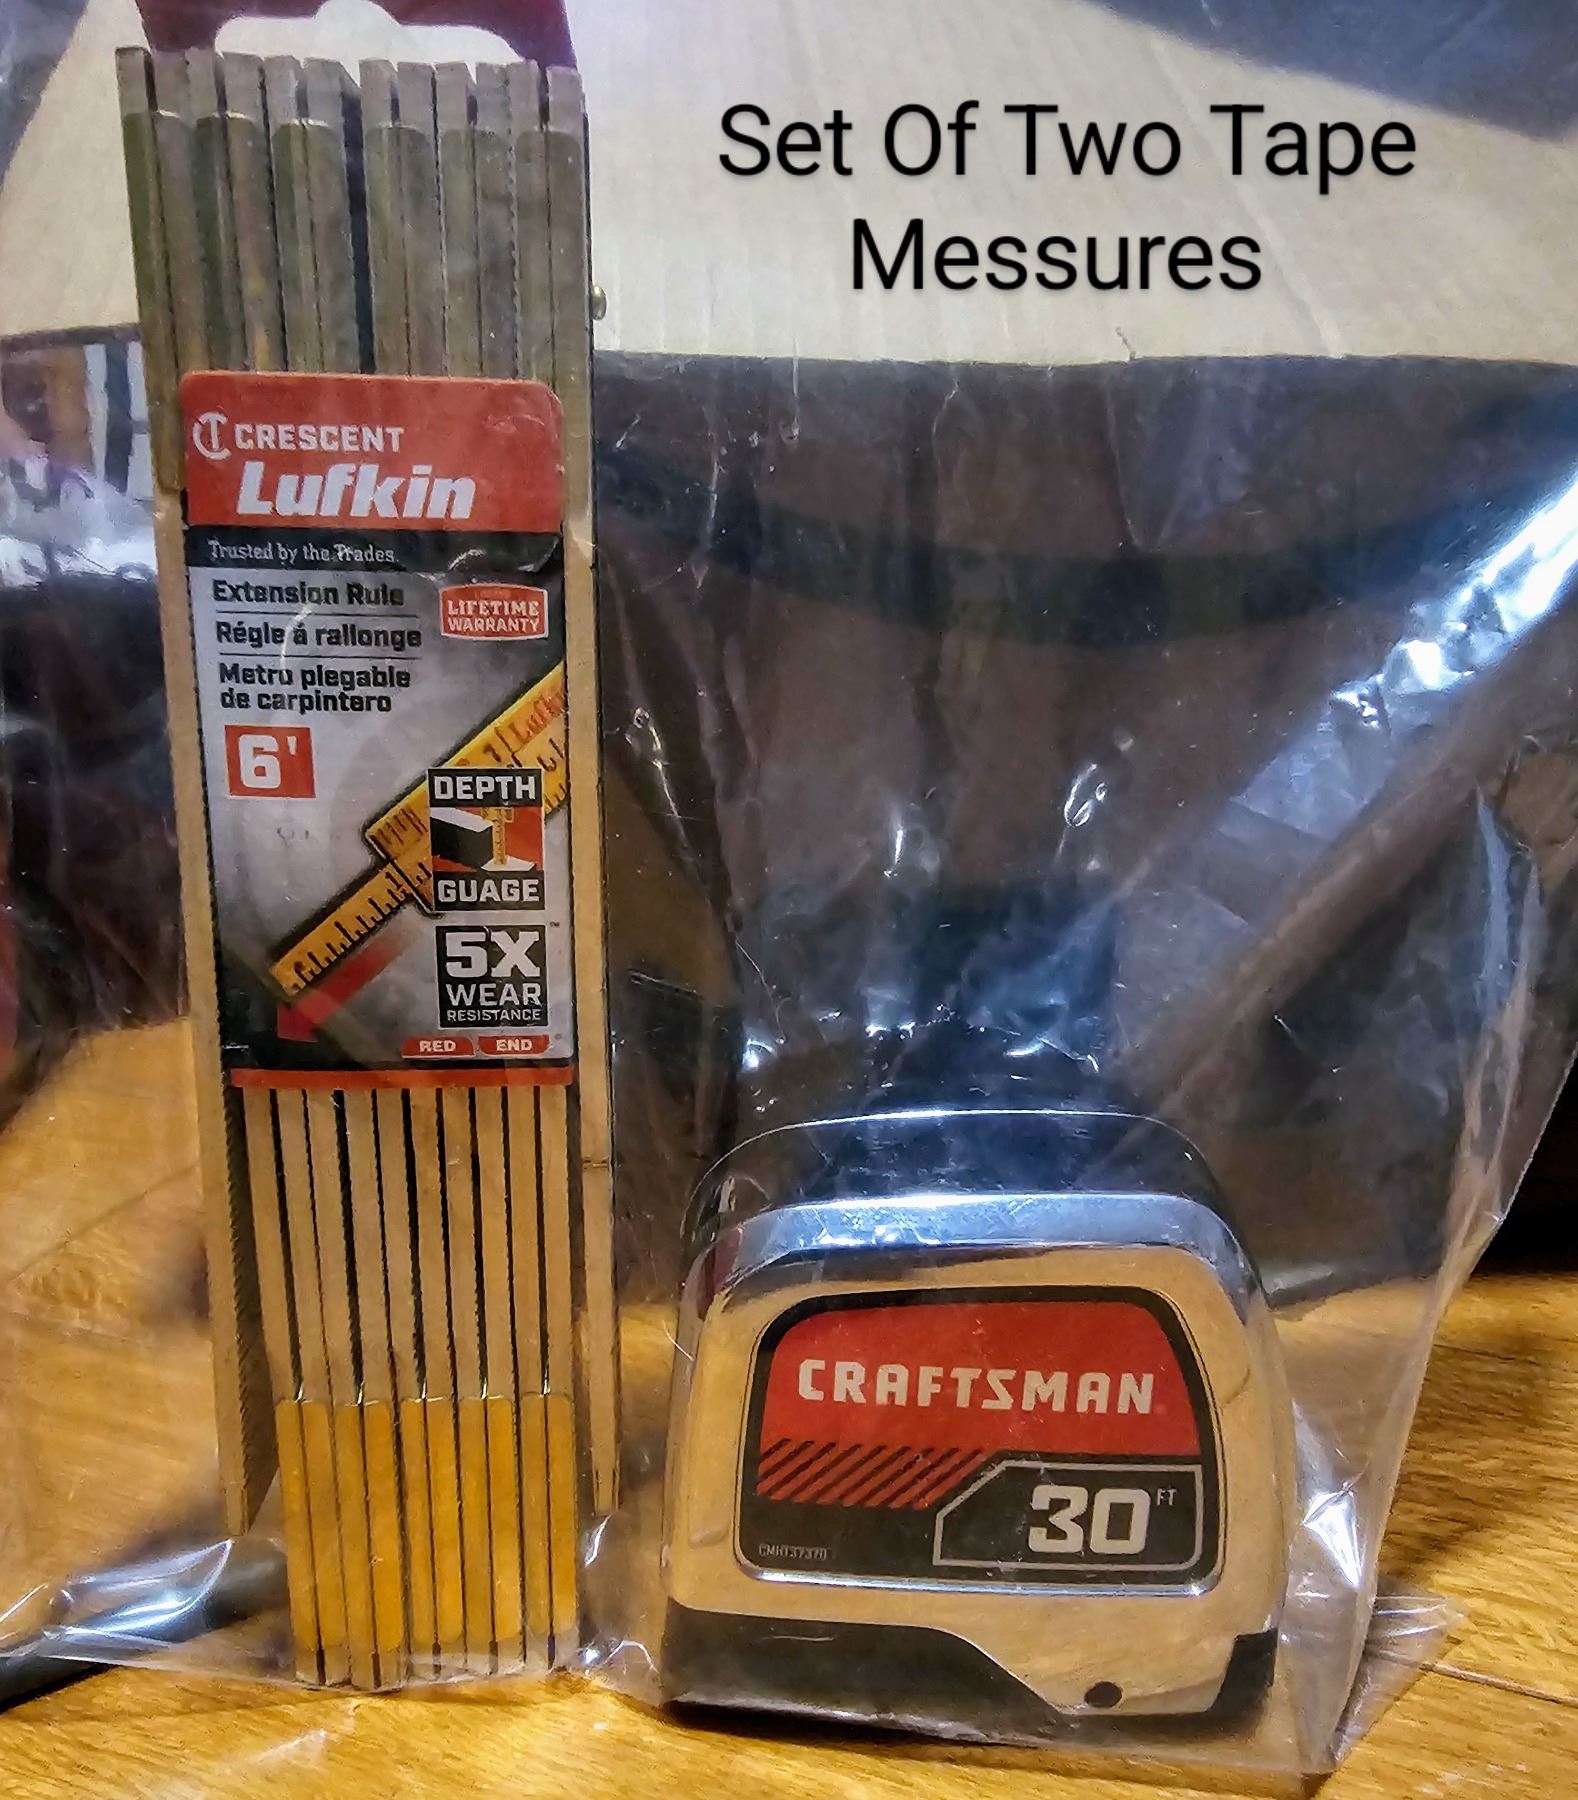 Set Of Two Tape
Messures
CRESCENT
Lufkin
Trusted by the Trades
Extension Rule
Régle á rallonge
Metro plegable
de carpintero
LIFETIME
WARRANTY
6'
Lufkin
DEPTH
GUAGE
5X
WEAR
RESISTANCE
RED END
CRAFTSMAN
30 FT